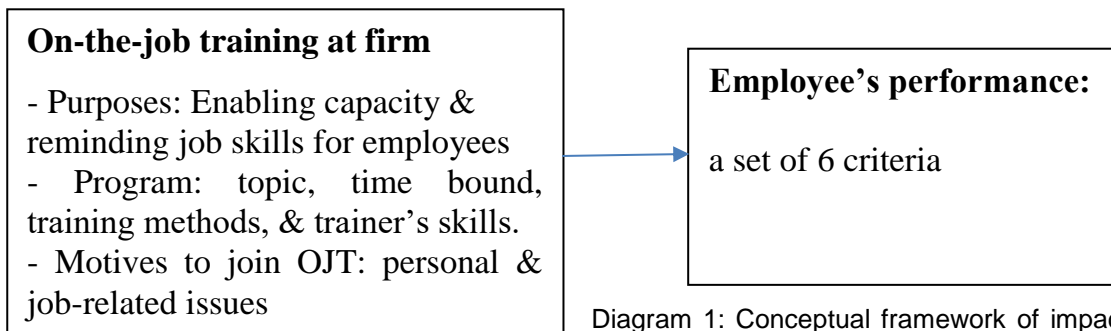 On-the-job training at firm
- Purposes: Enabling capacity &
reminding job skills for employees
- Program: topic, time bound,
training methods, & trainer’s skills.
- Motives to join OJT: personal &
job-related issues
Employee’s performance:
a set of 6 criteria
Diagram 1: Conceptual framework of